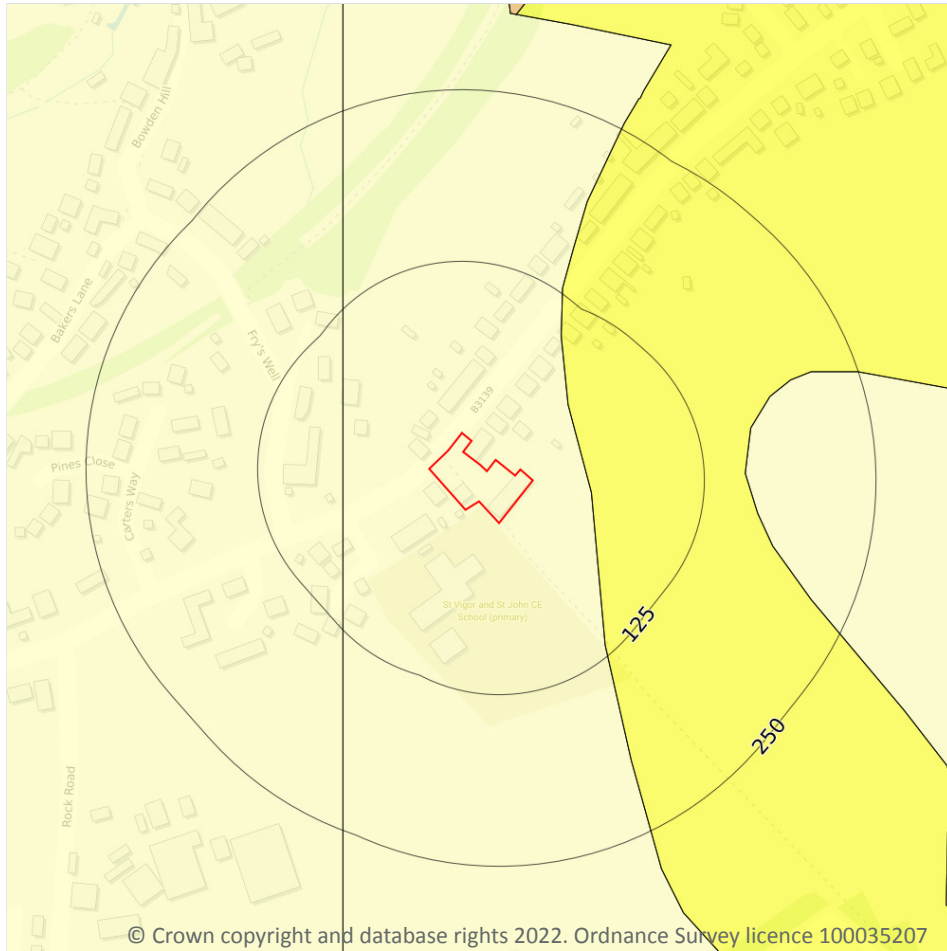 Bowden Hill
Bakers Lane
Fry's Well
B3139
Pines Close
Carters Way
St Vigor and St John CE
School (primary)
125
250
Rock Road
© Crown copyright and database rights 2022. Ordnance Survey licence 100035207